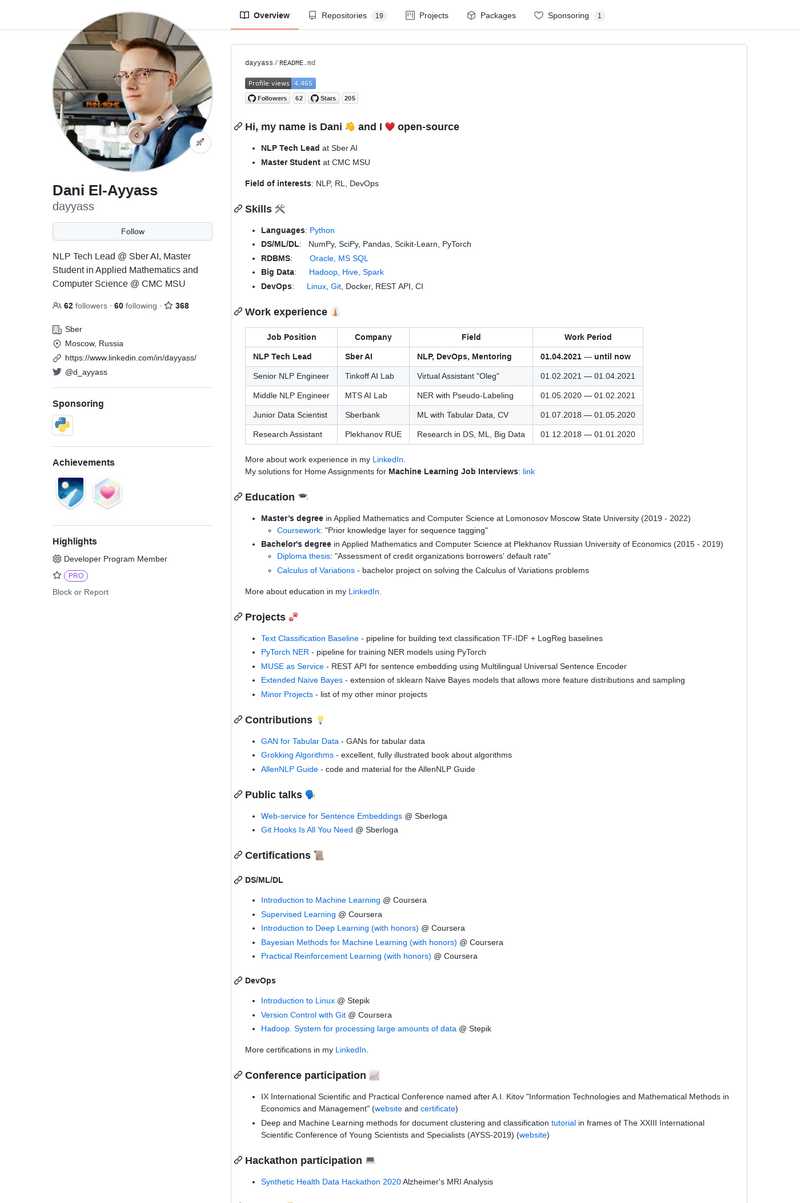 Overview Repositories 19 Projects Packages Sponsoring 1
Dani El-Ayyass
dayyass
Follow
NLP Tech Lead @ Sber AI, Master
Student in Applied Mathematics and
Computer Science @ CMC MSU
62 followers · 60 following · 368
Sber
Moscow, Russia
https://www.linkedin.com/in/dayyass/
@d_ayyass
Sponsoring
Achievements
Highlights
Developer Program Member
PRO
Block or Report
dayyass / README.md
Profile views 4,465
Followers 62 Stars 205
Hi, my name is Dani 👋 and I ❤️ open-source
• NLP Tech Lead at Sber AI
• Master Student at CMC MSU
Field of interests: NLP, RL, DevOps
Skills 🛠
• Languages: Python
• DS/ML/DL: NumPy, SciPy, Pandas, Scikit-Learn, PyTorch
• RDBMS: Oracle, MS SQL
• Big Data: Hadoop, Hive, Spark
• DevOps: Linux, Git, Docker, REST API, CI
Work experience 👔
Job Position Company Field Work Period
NLP Tech Lead Sber AI NLP, DevOps, Mentoring 01.04.2021 — until now
Senior NLP Engineer Tinkoff AI Lab Virtual Assistant "Oleg" 01.02.2021 — 01.04.2021
Middle NLP Engineer MTS AI Lab NER with Pseudo-Labeling 01.05.2020 — 01.02.2021
Junior Data Scientist Sberbank ML with Tabular Data, CV 01.07.2018 — 01.05.2020
Research Assistant Plekhanov RUE Research in DS, ML, Big Data 01.12.2018 — 01.01.2020
More about work experience in my LinkedIn.
My solutions for Home Assignments for Machine Learning Job Interviews: link
Education 🎓
• Master's degree in Applied Mathematics and Computer Science at Lomonosov Moscow State University (2019 - 2022)
Coursework: "Prior knowledge layer for sequence tagging"
• Bachelor's degree in Applied Mathematics and Computer Science at Plekhanov Russian University of Economics (2015 - 2019)
Diploma thesis: "Assessment of credit organizations borrowers' default rate"
Calculus of Variations - bachelor project on solving the Calculus of Variations problems
More about education in my LinkedIn.
Projects
• Text Classification Baseline - pipeline for building text classification TF-IDF + LogReg baselines
• PyTorch NER - pipeline for training NER models using PyTorch
• MUSE as Service - REST API for sentence embedding using Multilingual Universal Sentence Encoder
• Extended Naive Bayes - extension of sklearn Naive Bayes models that allows more feature distributions and sampling
• Minor Projects - list of my other minor projects
Contributions 💡
• GAN for Tabular Data - GANs for tabular data
• Grokking Algorithms - excellent, fully illustrated book about algorithms
• AllenNLP Guide - code and material for the AllenNLP Guide
Public talks 🗣
• Web-service for Sentence Embeddings @ Sberloga
• Git Hooks Is All You Need @ Sberloga
Certifications 📜
DS/ML/DL
• Introduction to Machine Learning @ Coursera
• Supervised Learning @ Coursera
• Introduction to Deep Learning (with honors) @ Coursera
• Bayesian Methods for Machine Learning (with honors) @ Coursera
• Practical Reinforcement Learning (with honors) @ Coursera
DevOps
• Introduction to Linux @ Stepik
• Version Control with Git @ Coursera
• Hadoop. System for processing large amounts of data @ Stepik
More certifications in my LinkedIn.
Conference participation 📈
• IX International Scientific and Practical Conference named after A.I. Kitov "Information Technologies and Mathematical Methods in
Economics and Management" (website and certificate)
• Deep and Machine Learning methods for document clustering and classification tutorial in frames of The XXIII International
Scientific Conference of Young Scientists and Specialists (AYSS-2019) (website)
Hackathon participation 💻
• Synthetic Health Data Hackathon 2020 Alzheimer's MRI Analysis